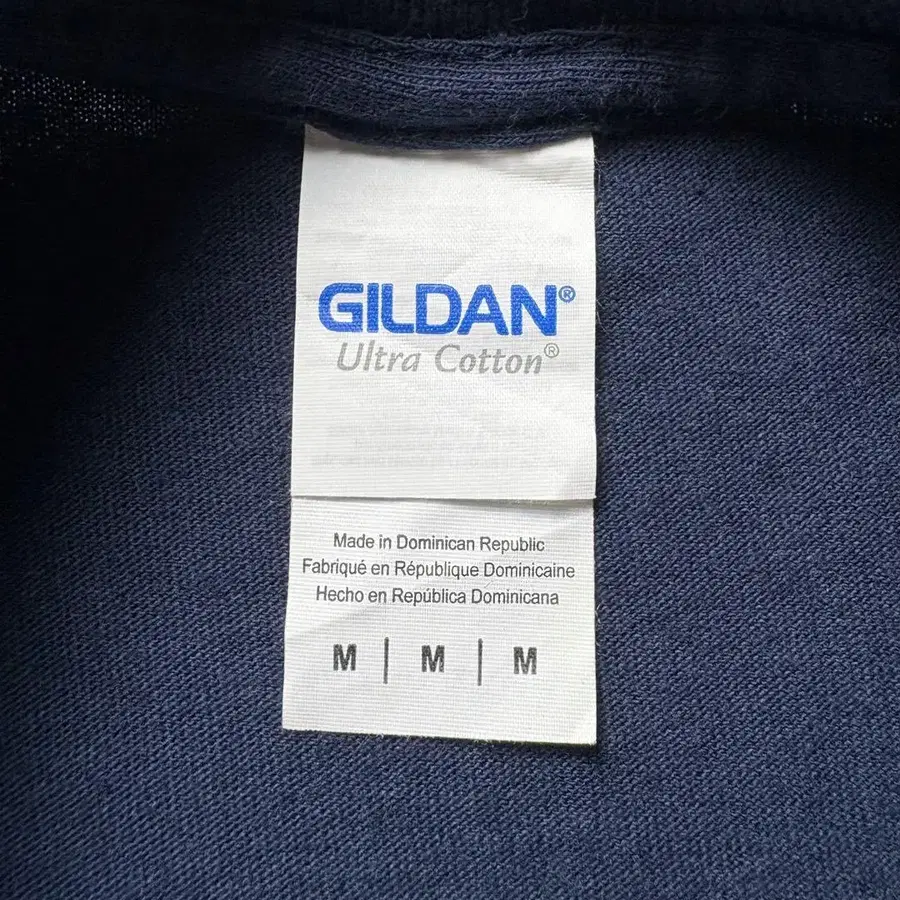 GILDAN®
Ultra Cotton®
Made in Dominican Republic
Fabriqué en République Dominicaine
Hecho en República Dominicana
M | M | M